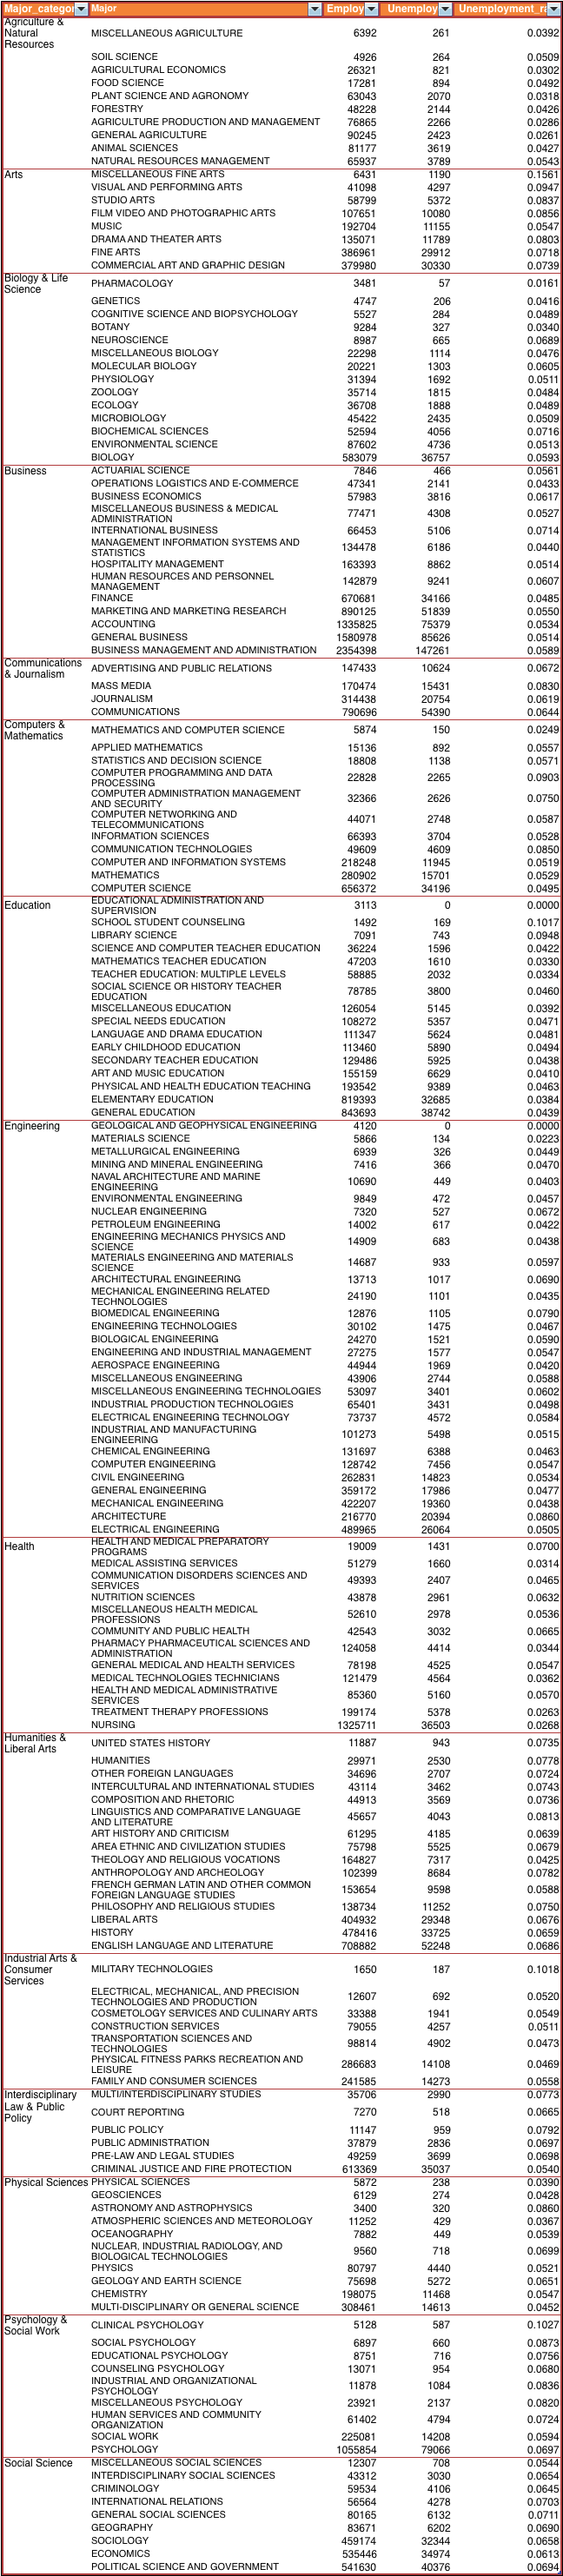 Major_categor Major Employ Unemploy Unemployment_ra
Agriculture &
Natural
Resources
MISCELLANEOUS AGRICULTURE 6392 261 0.0392
SOIL SCIENCE 4926 264 0.0509
AGRICULTURAL ECONOMICS 26321 821 0.0302
FOOD SCIENCE 17281 894 0.0492
PLANT SCIENCE AND AGRONOMY 63043 2070 0.0318
FORESTRY 48228 2144 0.0426
AGRICULTURE PRODUCTION AND MANAGEMENT 76865 2266 0.0286
GENERAL AGRICULTURE 90245 2423 0.0261
ANIMAL SCIENCES 81177 3619 0.0427
NATURAL RESOURCES MANAGEMENT 65937 3789 0.0543
Arts MISCELLANEOUS FINE ARTS 6431 1190 0.1561
VISUAL AND PERFORMING ARTS 41098 4297 0.0947
STUDIO ARTS 58799 5372 0.0837
FILM VIDEO AND PHOTOGRAPHIC ARTS 107651 10080 0.0856
MUSIC 192704 11155 0.0547
DRAMA AND THEATER ARTS 135071 11789 0.0803
FINE ARTS 386961 29912 0.0718
COMMERCIAL ART AND GRAPHIC DESIGN 379980 30330 0.0739
Biology & Life
Science
PHARMACOLOGY 3481 57 0.0161
GENETICS 4747 206 0.0416
COGNITIVE SCIENCE AND BIOPSYCHOLOGY 5527 284 0.0489
BOTANY 9284 327 0.0340
NEUROSCIENCE 8987 665 0.0689
MISCELLANEOUS BIOLOGY 22298 1114 0.0476
MOLECULAR BIOLOGY 20221 1303 0.0605
PHYSIOLOGY 31394 1692 0.0511
ZOOLOGY 35714 1815 0.0484
ECOLOGY 36708 1888 0.0489
MICROBIOLOGY 45422 2435 0.0509
BIOCHEMICAL SCIENCES 52594 4056 0.0716
ENVIRONMENTAL SCIENCE 87602 4736 0.0513
BIOLOGY 583079 36757 0.0593
Business ACTUARIAL SCIENCE 7846 466 0.0561
OPERATIONS LOGISTICS AND E-COMMERCE 47341 2141 0.0433
BUSINESS ECONOMICS 57983 3816 0.0617
MISCELLANEOUS BUSINESS & MEDICAL
ADMINISTRATION 77471 4308 0.0527
INTERNATIONAL BUSINESS 66453 5106 0.0714
MANAGEMENT INFORMATION SYSTEMS AND
STATISTICS 134478 6186 0.0440
HOSPITALITY MANAGEMENT 163393 8862 0.0514
HUMAN RESOURCES AND PERSONNEL
MANAGEMENT 142879 9241 0.0607
FINANCE 670681 34166 0.0485
MARKETING AND MARKETING RESEARCH 890125 51839 0.0550
ACCOUNTING 1335825 75379 0.0534
GENERAL BUSINESS 1580978 85626 0.0514
BUSINESS MANAGEMENT AND ADMINISTRATION 2354398 147261 0.0589
Communications
& Journalism
ADVERTISING AND PUBLIC RELATIONS 147433 10624 0.0672
MASS MEDIA 170474 15431 0.0830
JOURNALISM 314438 20754 0.0619
COMMUNICATIONS 790696 54390 0.0644
Computers &
Mathematics
MATHEMATICS AND COMPUTER SCIENCE 5874 150 0.0249
APPLIED MATHEMATICS 15136 892 0.0557
STATISTICS AND DECISION SCIENCE 18808 1138 0.0571
COMPUTER PROGRAMMING AND DATA
PROCESSING 22828 2265 0.0903
COMPUTER ADMINISTRATION MANAGEMENT
AND SECURITY 32366 2626 0.0750
COMPUTER NETWORKING AND
TELECOMMUNICATIONS 44071 2748 0.0587
INFORMATION SCIENCES 66393 3704 0.0528
COMMUNICATION TECHNOLOGIES 49609 4609 0.0850
COMPUTER AND INFORMATION SYSTEMS 218248 11945 0.0519
MATHEMATICS 280902 15701 0.0529
COMPUTER SCIENCE 656372 34196 0.0495
Education EDUCATIONAL ADMINISTRATION AND
SUPERVISION 3113 0 0.0000
SCHOOL STUDENT COUNSELING 1492 169 0.1017
LIBRARY SCIENCE 7091 743 0.0948
SCIENCE AND COMPUTER TEACHER EDUCATION 36224 1596 0.0422
MATHEMATICS TEACHER EDUCATION 47203 1610 0.0330
TEACHER EDUCATION: MULTIPLE LEVELS 58885 2032 0.0334
SOCIAL SCIENCE OR HISTORY TEACHER
EDUCATION 78785 3800 0.0460
MISCELLANEOUS EDUCATION 126054 5145 0.0392
SPECIAL NEEDS EDUCATION 108272 5357 0.0471
LANGUAGE AND DRAMA EDUCATION 111347 5624 0.0481
EARLY CHILDHOOD EDUCATION 113460 5890 0.0494
SECONDARY TEACHER EDUCATION 129486 5925 0.0438
ART AND MUSIC EDUCATION 155159 6629 0.0410
PHYSICAL AND HEALTH EDUCATION TEACHING 193542 9389 0.0463
ELEMENTARY EDUCATION 819393 32685 0.0384
GENERAL EDUCATION 843693 38742 0.0439
Engineering GEOLOGICAL AND GEOPHYSICAL ENGINEERING 4120 0 0.0000
MATERIALS SCIENCE 5866 134 0.0223
METALLURGICAL ENGINEERING 6939 326 0.0449
MINING AND MINERAL ENGINEERING 7416 366 0.0470
NAVAL ARCHITECTURE AND MARINE
ENGINEERING 10690 449 0.0403
ENVIRONMENTAL ENGINEERING 9849 472 0.0457
NUCLEAR ENGINEERING 7320 527 0.0672
PETROLEUM ENGINEERING 14002 617 0.0422
ENGINEERING MECHANICS PHYSICS AND
SCIENCE 14909 683 0.0438
MATERIALS ENGINEERING AND MATERIALS
SCIENCE 14687 933 0.0597
ARCHITECTURAL ENGINEERING 13713 1017 0.0690
MECHANICAL ENGINEERING RELATED
TECHNOLOGIES 24190 1101 0.0435
BIOMEDICAL ENGINEERING 12876 1105 0.0790
ENGINEERING TECHNOLOGIES 30102 1475 0.0467
BIOLOGICAL ENGINEERING 24270 1521 0.0590
ENGINEERING AND INDUSTRIAL MANAGEMENT 27275 1577 0.0547
AEROSPACE ENGINEERING 44944 1969 0.0420
MISCELLANEOUS ENGINEERING 43906 2744 0.0588
MISCELLANEOUS ENGINEERING TECHNOLOGIES 53097 3401 0.0602
INDUSTRIAL PRODUCTION TECHNOLOGIES 65401 3431 0.0498
ELECTRICAL ENGINEERING TECHNOLOGY 73737 4572 0.0584
INDUSTRIAL AND MANUFACTURING
ENGINEERING 101273 5498 0.0515
CHEMICAL ENGINEERING 131697 6388 0.0463
COMPUTER ENGINEERING 128742 7456 0.0547
CIVIL ENGINEERING 262831 14823 0.0534
GENERAL ENGINEERING 359172 17986 0.0477
MECHANICAL ENGINEERING 422207 19360 0.0438
ARCHITECTURE 216770 20394 0.0860
ELECTRICAL ENGINEERING 489965 26064 0.0505
Health HEALTH AND MEDICAL PREPARATORY
PROGRAMS 19009 1431 0.0700
MEDICAL ASSISTING SERVICES 51279 1660 0.0314
COMMUNICATION DISORDERS SCIENCES AND
SERVICES 49393 2407 0.0465
NUTRITION SCIENCES 43878 2961 0.0632
MISCELLANEOUS HEALTH MEDICAL
PROFESSIONS 52610 2978 0.0536
COMMUNITY AND PUBLIC HEALTH 42543 3032 0.0665
PHARMACY PHARMACEUTICAL SCIENCES AND
ADMINISTRATION 124058 4414 0.0344
GENERAL MEDICAL AND HEALTH SERVICES 78198 4525 0.0547
MEDICAL TECHNOLOGIES TECHNICIANS 121479 4564 0.0362
HEALTH AND MEDICAL ADMINISTRATIVE
SERVICES 85360 5160 0.0570
TREATMENT THERAPY PROFESSIONS 199174 5378 0.0263
NURSING 1325711 36503 0.0268
Humanities &
Liberal Arts
UNITED STATES HISTORY 11887 943 0.0735
HUMANITIES 29971 2530 0.0778
OTHER FOREIGN LANGUAGES 34696 2707 0.0724
INTERCULTURAL AND INTERNATIONAL STUDIES 43114 3462 0.0743
COMPOSITION AND RHETORIC 44913 3569 0.0736
LINGUISTICS AND COMPARATIVE LANGUAGE
AND LITERATURE 45657 4043 0.0813
ART HISTORY AND CRITICISM 61295 4185 0.0639
AREA ETHNIC AND CIVILIZATION STUDIES 75798 5525 0.0679
THEOLOGY AND RELIGIOUS VOCATIONS 164827 7317 0.0425
ANTHROPOLOGY AND ARCHEOLOGY 102399 8684 0.0782
FRENCH GERMAN LATIN AND OTHER COMMON
FOREIGN LANGUAGE STUDIES 153654 9598 0.0588
PHILOSOPHY AND RELIGIOUS STUDIES 138734 11252 0.0750
LIBERAL ARTS 404932 29348 0.0676
HISTORY 478416 33725 0.0659
ENGLISH LANGUAGE AND LITERATURE 708882 52248 0.0686
Industrial Arts &
Consumer
Services
MILITARY TECHNOLOGIES 1650 187 0.1018
ELECTRICAL, MECHANICAL, AND PRECISION
TECHNOLOGIES AND PRODUCTION 12607 692 0.0520
COSMETOLOGY SERVICES AND CULINARY ARTS 33388 1941 0.0549
CONSTRUCTION SERVICES 79055 4257 0.0511
TRANSPORTATION SCIENCES AND
TECHNOLOGIES 98814 4902 0.0473
PHYSICAL FITNESS PARKS RECREATION AND
LEISURE 286683 14108 0.0469
FAMILY AND CONSUMER SCIENCES 241585 14273 0.0558
Interdisciplinary MULTI/INTERDISCIPLINARY STUDIES 35706 2990 0.0773
Law & Public
Policy
COURT REPORTING 7270 518 0.0665
PUBLIC POLICY 11147 959 0.0792
PUBLIC ADMINISTRATION 37879 2836 0.0697
PRE-LAW AND LEGAL STUDIES 49259 3699 0.0698
CRIMINAL JUSTICE AND FIRE PROTECTION 613369 35037 0.0540
Physical Sciences PHYSICAL SCIENCES 5872 238 0.0390
GEOSCIENCES 6129 274 0.0428
ASTRONOMY AND ASTROPHYSICS 3400 320 0.0860
ATMOSPHERIC SCIENCES AND METEOROLOGY 11252 429 0.0367
OCEANOGRAPHY 7882 449 0.0539
NUCLEAR, INDUSTRIAL RADIOLOGY, AND
BIOLOGICAL TECHNOLOGIES 9560 718 0.0699
PHYSICS 80797 4440 0.0521
GEOLOGY AND EARTH SCIENCE 75698 5272 0.0651
CHEMISTRY 198075 11468 0.0547
MULTI-DISCIPLINARY OR GENERAL SCIENCE 308461 14613 0.0452
Psychology &
Social Work
CLINICAL PSYCHOLOGY 5128 587 0.1027
SOCIAL PSYCHOLOGY 6897 660 0.0873
EDUCATIONAL PSYCHOLOGY 8751 716 0.0756
COUNSELING PSYCHOLOGY 13071 954 0.0680
INDUSTRIAL AND ORGANIZATIONAL
PSYCHOLOGY 11878 1084 0.0836
MISCELLANEOUS PSYCHOLOGY 23921 2137 0.0820
HUMAN SERVICES AND COMMUNITY
ORGANIZATION 61402 4794 0.0724
SOCIAL WORK 225081 14208 0.0594
PSYCHOLOGY 1055854 79066 0.0697
Social Science MISCELLANEOUS SOCIAL SCIENCES 12307 708 0.0544
INTERDISCIPLINARY SOCIAL SCIENCES 43312 3030 0.0654
CRIMINOLOGY 59534 4106 0.0645
INTERNATIONAL RELATIONS 56564 4278 0.0703
GENERAL SOCIAL SCIENCES 80165 6132 0.0711
GEOGRAPHY 83671 6202 0.0690
SOCIOLOGY 459174 32344 0.0658
ECONOMICS 535446 34974 0.0613
POLITICAL SCIENCE AND GOVERNMENT 541630 40376 0.0694